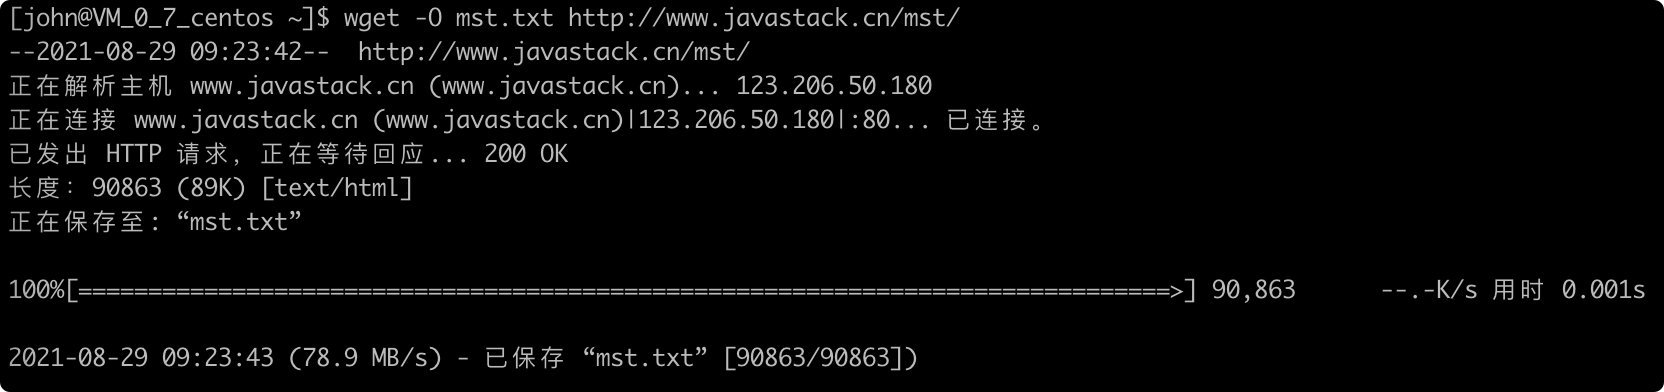 [john@VM_0_7_centos ~]$ wget -O mst.txt http://www.javastack.cn/mst/
--2021-08-29 09:23:42--  http://www.javastack.cn/mst/
正在解析主机 www.javastack.cn (www.javastack.cn)... 123.206.50.180
正在连接 www.javastack.cn (www.javastack.cn)|123.206.50.180|:80... 已连接。
已发出 HTTP 请求，正在等待回应... 200 OK
长度：90863 (89K) [text/html]
正在保存至: “mst.txt”
100%[==============================================================================>] 90,863      --.-K/s 用时 0.001s
2021-08-29 09:23:43 (78.9 MB/s) - 已保存 “mst.txt” [90863/90863])